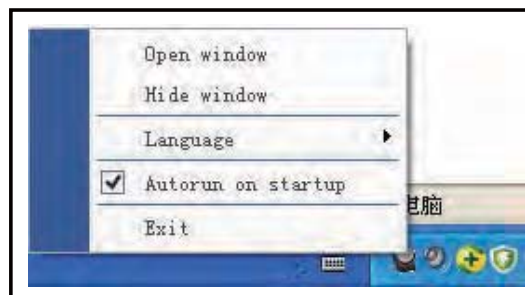 Open window
Hide window
Language
Autorun on startup
电脑
Exit